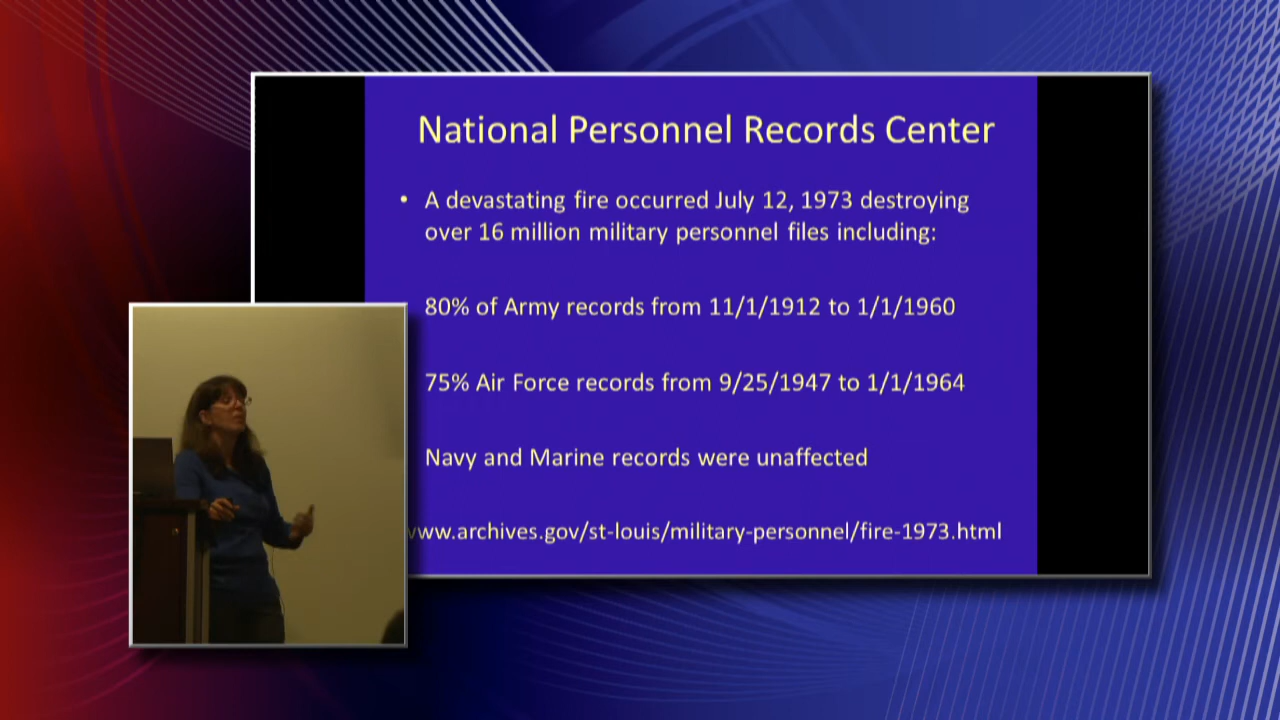 National Personnel Records Center
• A devastating fire occurred July 12, 1973 destroying
over 16 million military personnel files including:
80% of Army records from 11/1/1912 to 1/1/1960
75% Air Force records from 9/25/1947 to 1/1/1964
Navy and Marine records were unaffected
www.archives.gov/st-louis/military-personnel/fire-1973.html